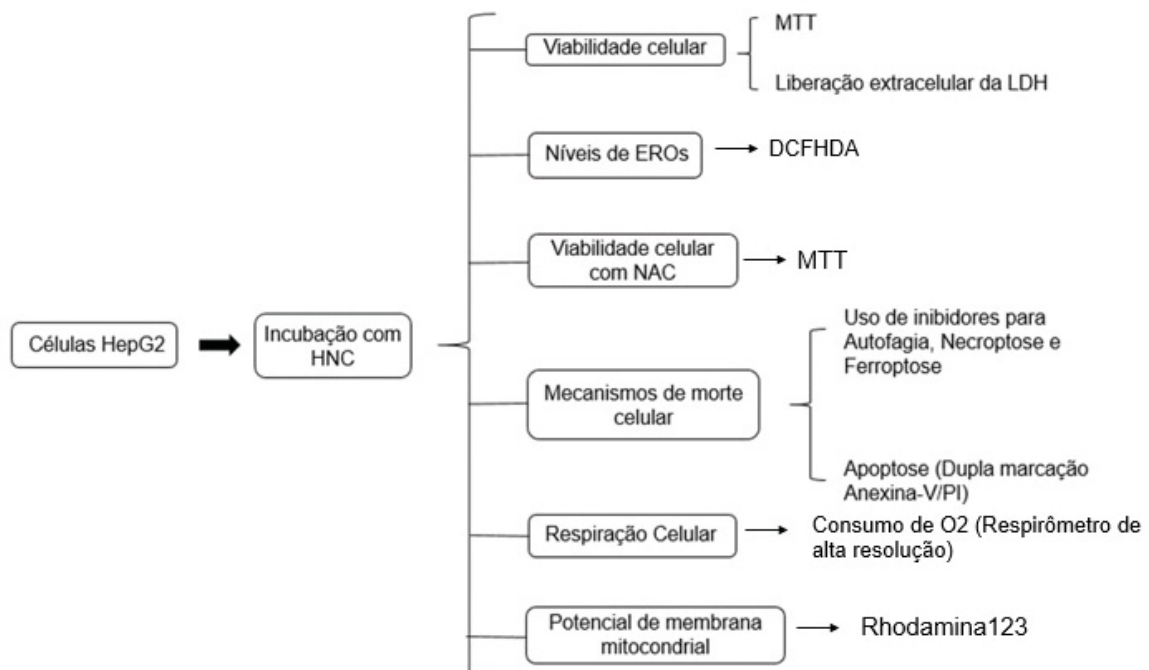 MTT
Viabilidade celular
Liberação extracelular da LDH
Níveis de EROs
DCFHDA
Viabilidade celular
com NAC
MTT
Células HepG2
Incubação com
HNC
Uso de inibidores para
Autofagia, Necroptose e
Ferroptose
Mecanismos de morte
celular
Apoptose (Dupla marcação
Anexina-V/PI)
Respiração Celular
Consumo de O2 (Respirômetro de
alta resolução)
Potencial de membrana
mitocondrial
Rhodamina123